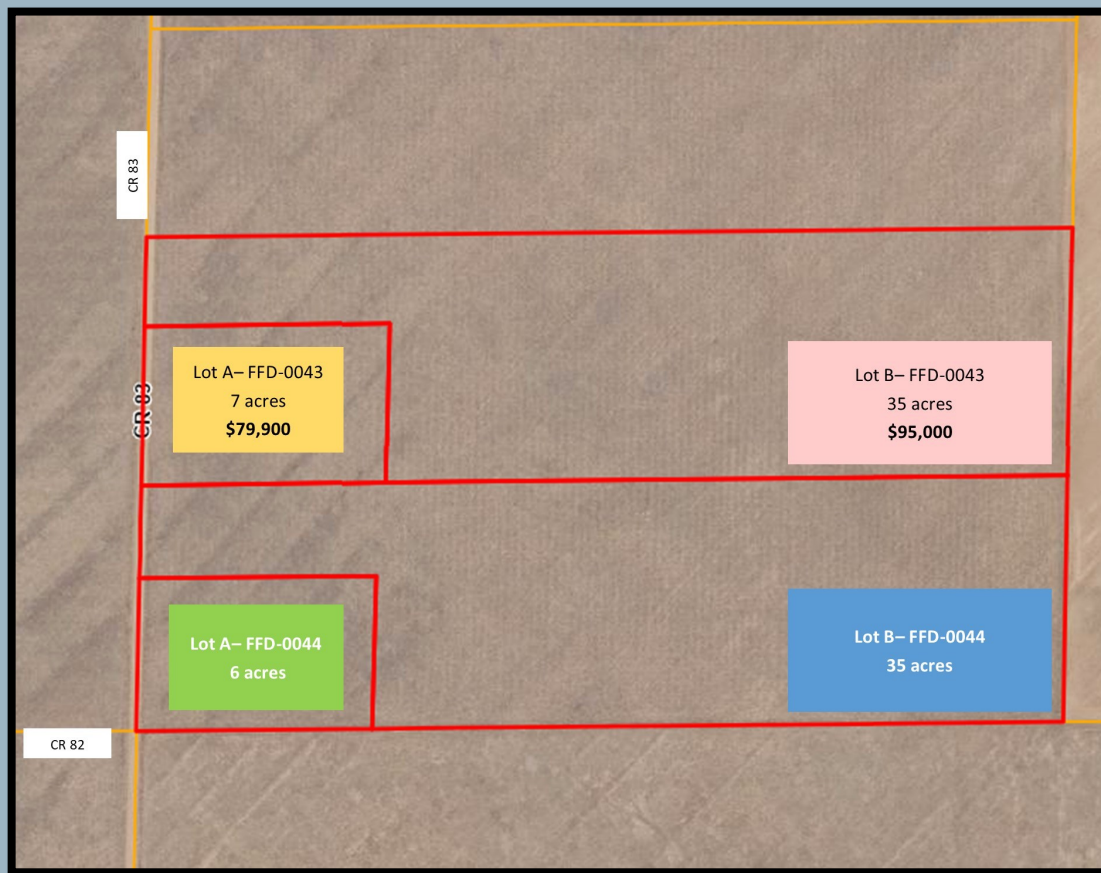 CR 83
CR 83
Lot A– FFD-0043
7 acres
$79,900
Lot B– FFD-0043
35 acres
$95,000
Lot A– FFD-0044
6 acres
Lot B– FFD-0044
35 acres
CR 82